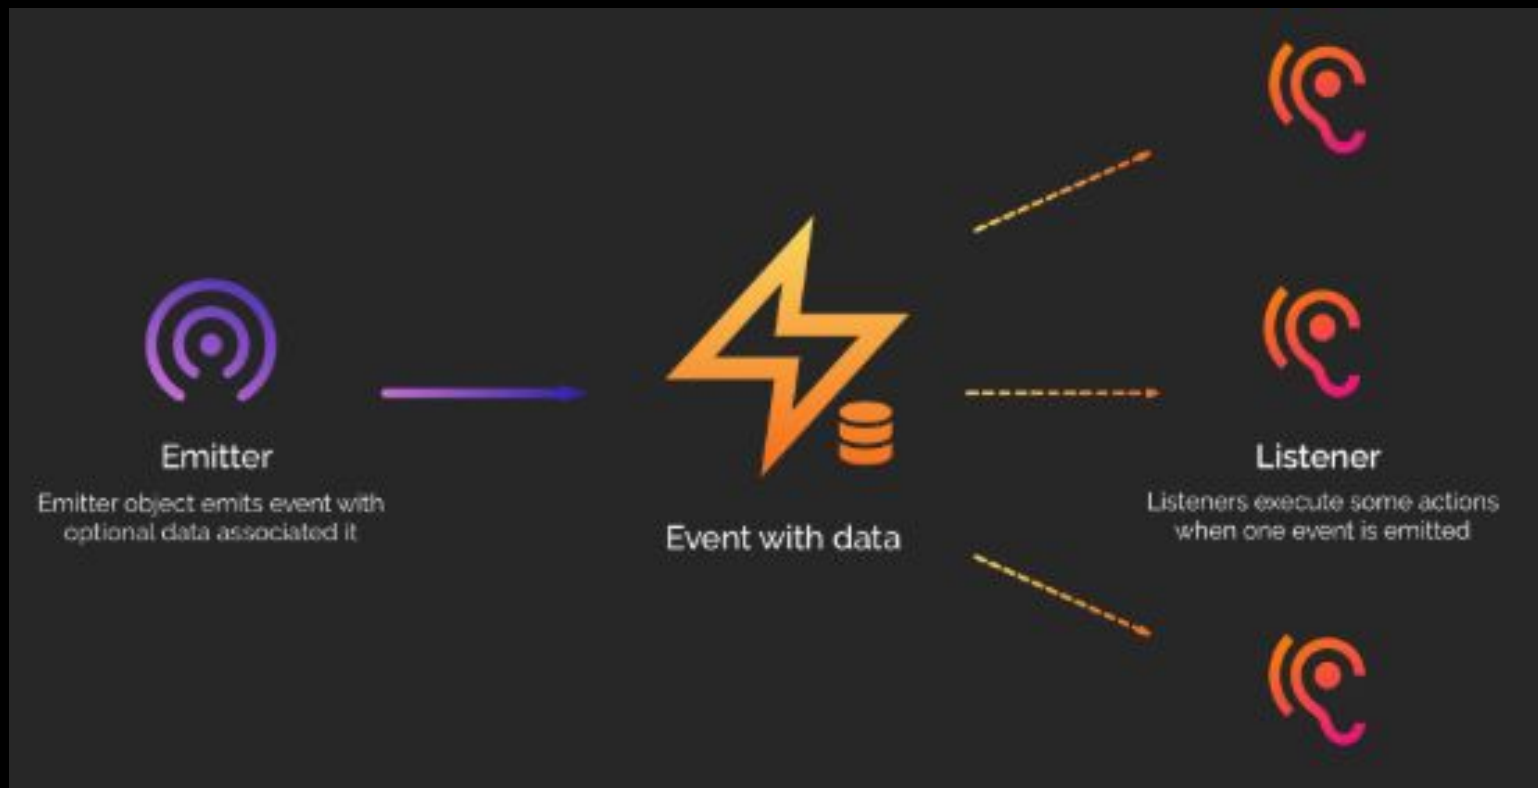 Emitter
Emitter object emits event with
optional data associated it
Event with data
Listener
Listeners execute some actions
when one event is emitted